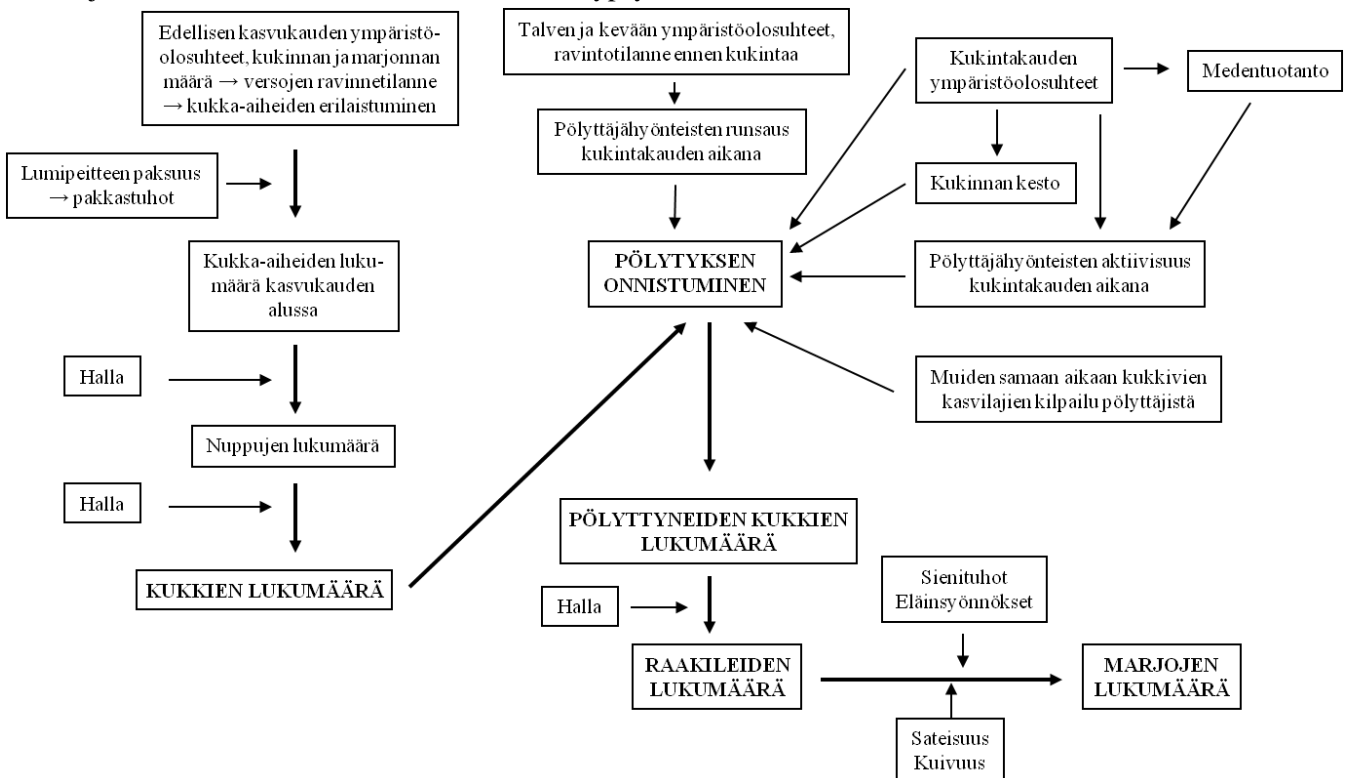 Edellisen kasvukauden ympäristö-
olosuhteet, kukinnan ja marjonnan
määrä → versojen ravinnetilanne
→ kukka-aiheiden erilaistuminen
Lumipeitteen paksuus
→ pakkastuhot
Kukka-aiheiden luku-
määrä kasvukauden
alussa
Halla
Nuppujen lukumäärä
Halla
KUKKIEN LUKUMÄÄRÄ
Talven ja kevään ympäristöolosuhteet,
ravintotilanne ennen kukintaa
Pölyttäjähyönteisten runsaus
kukintakauden aikana
PÖLYTYKSEN
ONNISTUMINEN
Kukintakauden
ympäristöolosuhteet
Medentuotanto
Kukinnan kesto
Pölyttäjähyönteisten aktiivisuus
kukintakauden aikana
Muiden samaan aikaan kukkivien
kasvilajien kilpailu pölyttäjistä
PÖLYTTYNEIDEN KUKKIEN
LUKUMÄÄRÄ
Halla
RAAKILEIDEN
LUKUMÄÄRÄ
Sienituhot
Eläinsyönnökset
Sateisuus
Kuivuus
MARJOJEN
LUKUMÄÄRÄ